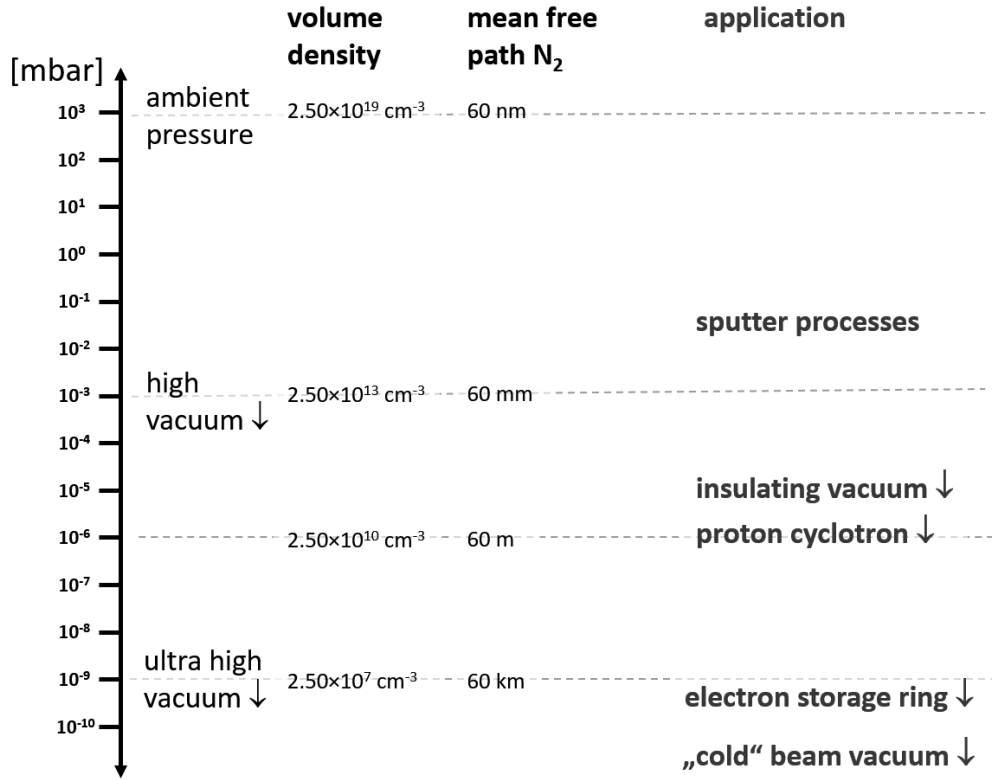 volume mean free application
density path N₂
[mbar]
10³ ambient 2.50×10¹⁹ cm⁻³ 60 nm
pressure
10²
10¹
10⁰
10⁻¹
sputter processes
10⁻²
high
10⁻³ 2.50×10¹³ cm⁻³ 60 mm
vacuum ↓
10⁻⁴
10⁻⁵ insulating vacuum ↓
10⁻⁶ 2.50×10¹⁰ cm⁻³ 60 m proton cyclotron ↓
10⁻⁷
10⁻⁸
ultra high
10⁻⁹ 2.50×10⁷ cm⁻³ 60 km
vacuum ↓ electron storage ring ↓
10⁻¹⁰
„cold“ beam vacuum ↓